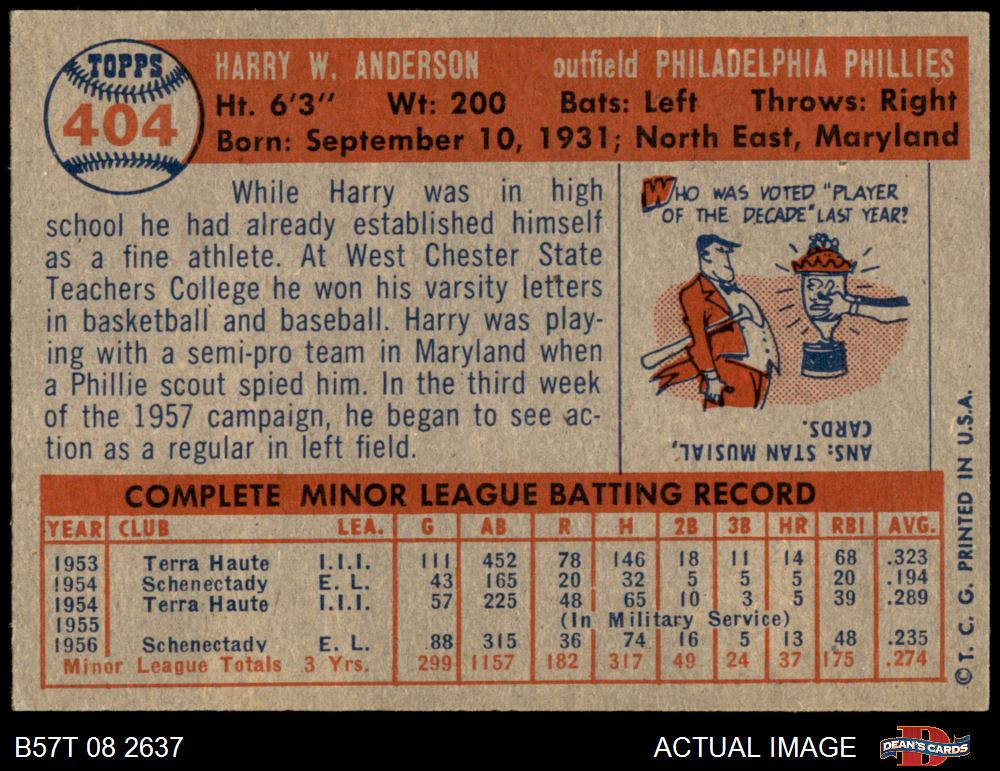 TOPPS
404
HARRY W. ANDERSON outfield PHILADELPHIA PHILLIES
Ht. 6'3" Wt: 200 Bats: Left Throws: Right
Born: September 10, 1931; North East, Maryland
While Harry was in high
school he had already established himself
as a fine athlete. At West Chester State
Teachers College he won his varsity letters
in basketball and baseball. Harry was play-
ing with a semi-pro team in Maryland when
a Phillie scout spied him. In the third week
of the 1957 campaign, he began to see ac-
tion as a regular in left field.
WHO WAS VOTED "PLAYER
OF THE DECADE" LAST YEAR?
ANS: STAN MUSIAL,
CARDS.
COMPLETE MINOR LEAGUE BATTING RECORD
YEAR CLUB LEA. G AB R H 2B 3B HR RBI AVG.
1953 Terra Haute I.I.I. 111 452 78 146 18 11 14 68 .323
1954 Schenectady E. L. 43 165 20 32 5 5 5 20 .194
1954 Terra Haute I.I.I. 57 225 48 65 10 3 5 39 .289
1955 (In Military Service)
1956 Schenectady E. L. 88 315 36 74 16 5 13 48 .235
Minor League Totals 3 Yrs. 299 1157 182 317 49 24 37 175 .274
©T. C. G. PRINTED IN U.S.A.
B57T 08 2637
ACTUAL IMAGE
DEAN'S CARDS